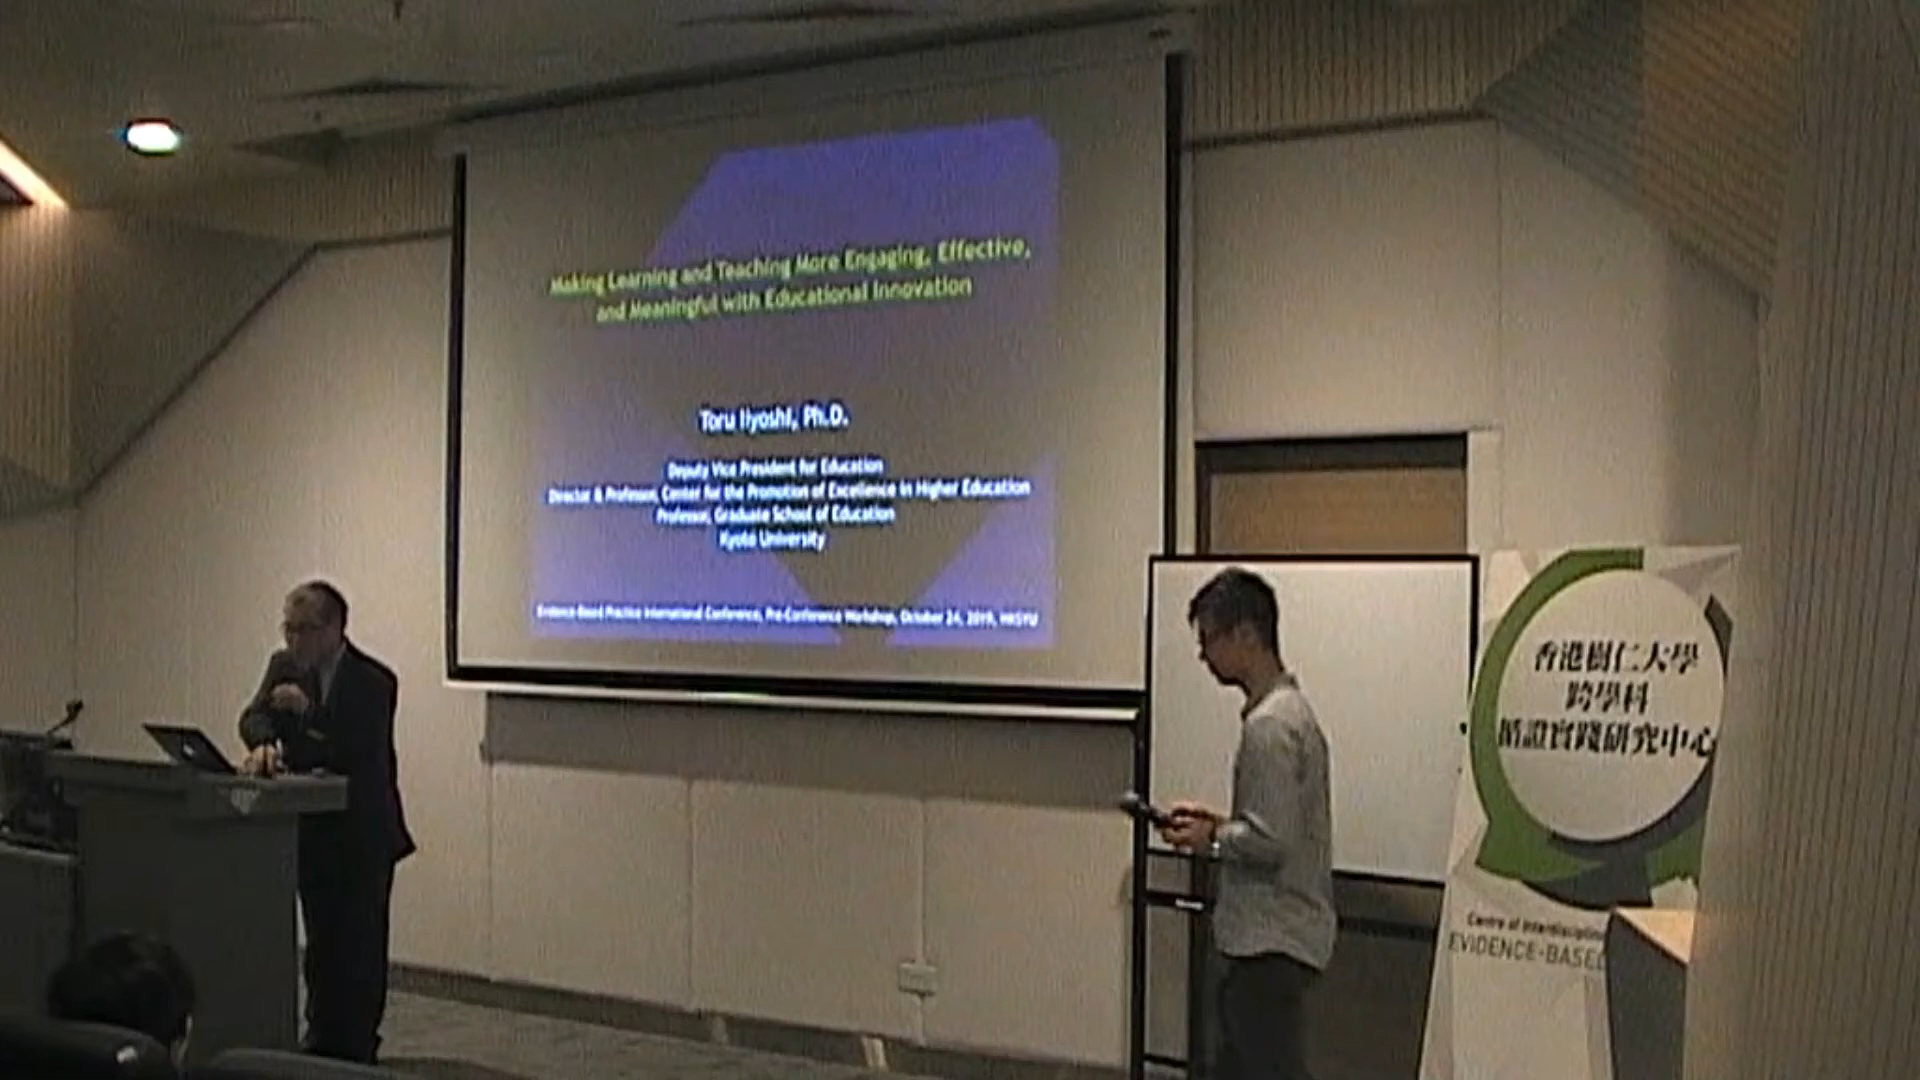 Making Learning and Teaching More Engaging, Effective,
and Meaningful with Educational Innovation
Toru Iiyoshi, Ph.D.
Deputy Vice President for Education
Director & Professor, Center for the Promotion of Excellence in Higher Education
Professor, Graduate School of Education
Kyoto University
Evidence-Based Practice International Conference, Pre-Conference Workshop, October 24, 2019, HKSYU
香港樹仁大學
跨學科
循證實踐研究中心
Centre of Interdisciplin
EVIDENCE-BASED